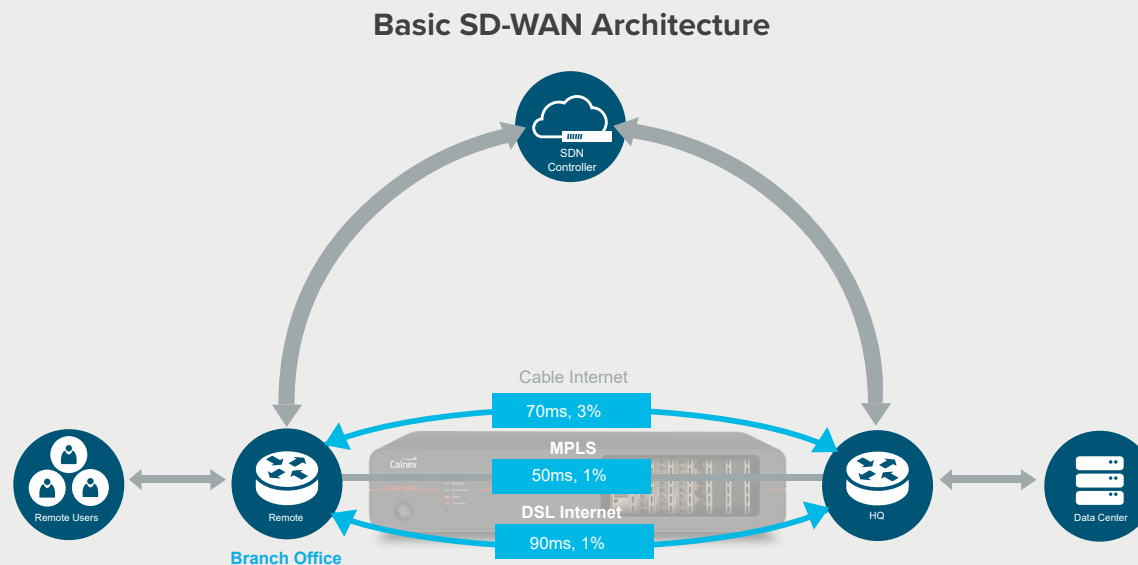 Basic SD-WAN Architecture
SDN
Controller
Cable Internet
70ms, 3%
Calnex
MPLS
50ms, 1%
DSL Internet
90ms, 1%
Remote Users
Remote
Branch Office
HQ
Data Center